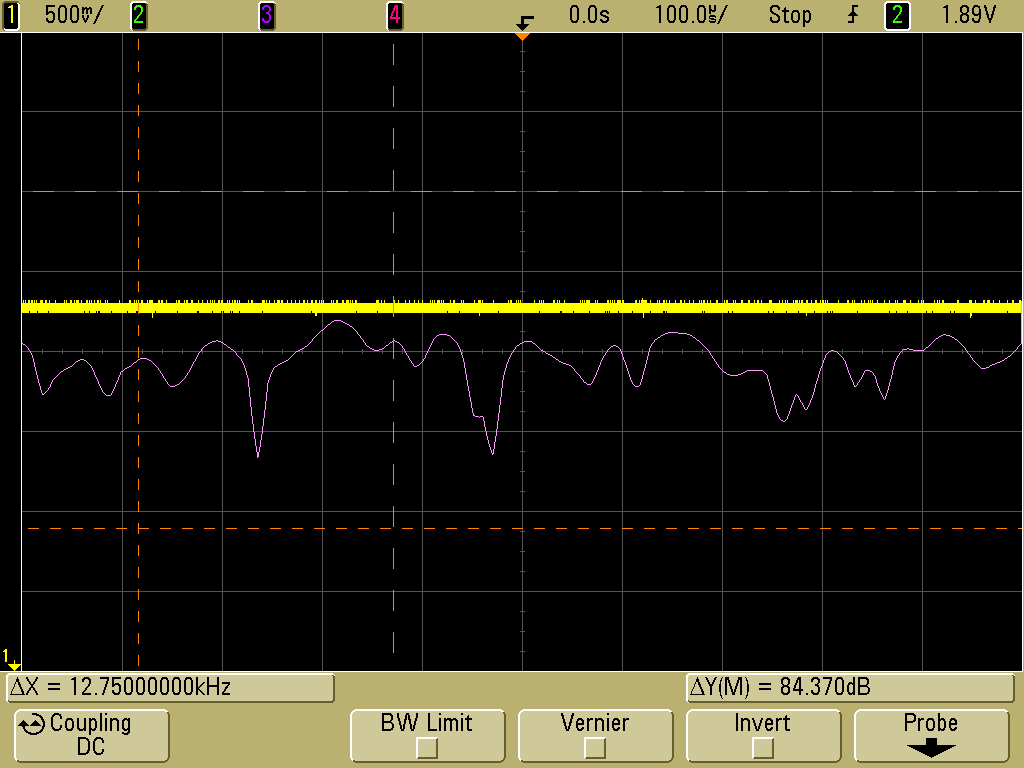 1 500mV/ 2 3 4 0.0s 100.0µs/ Stop 2 1.89V
1
ΔX = 12.75000000kHz ΔY(M) = 84.370dB
Coupling BW Limit Vernier Invert Probe
DC